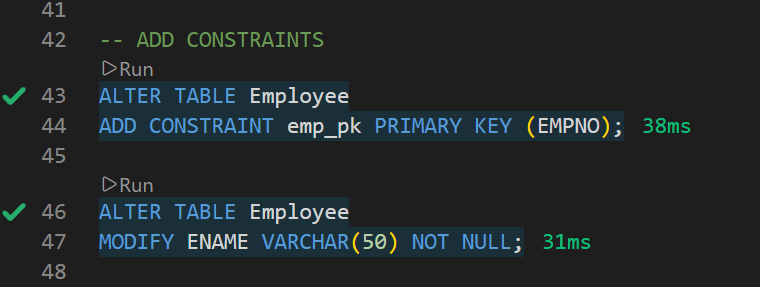 41
42 -- ADD CONSTRAINTS
Run
43 ALTER TABLE Employee
44 ADD CONSTRAINT emp_pk PRIMARY KEY (EMPNO); 38ms
45
Run
46 ALTER TABLE Employee
47 MODIFY ENAME VARCHAR(50) NOT NULL; 31ms
48